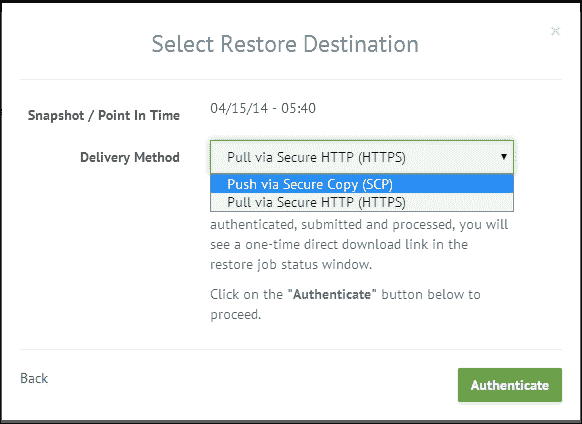 Select Restore Destination
×
Snapshot / Point In Time 04/15/14 - 05:40
Delivery Method Pull via Secure HTTP (HTTPS)
Push via Secure Copy (SCP)
Pull via Secure HTTP (HTTPS)
authenticated, submitted and processed, you will
see a one-time direct download link in the
restore job status window.
Click on the "Authenticate" button below to
proceed.
Back
Authenticate